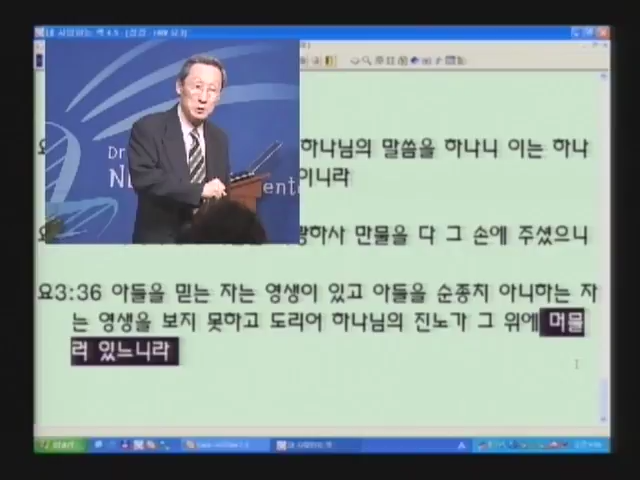 하나님의 말씀을 하나니 이는 하나
이니라
하사 만물을 다 그 손에 주셨으니
요3:36 아들을 믿는 자는 영생이 있고 아들을 순종치 아니하는 자
는 영생을 보지 못하고 도리어 하나님의 진노가 그 위에 머물
러 있느니라
start